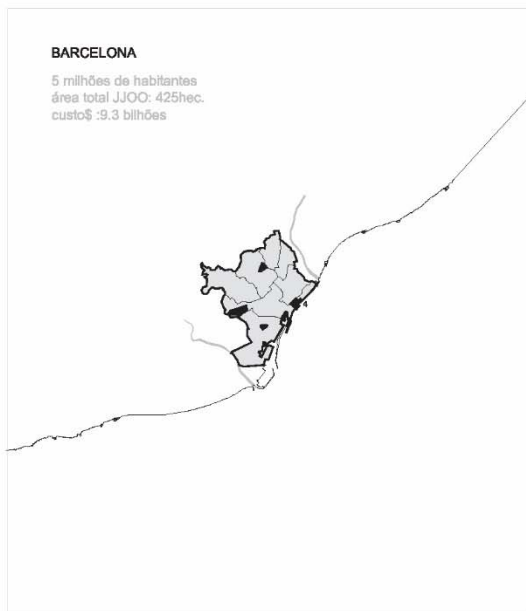 BARCELONA
5 milhões de habitantes
área total JJOO: 425hec.
custo$ :9.3 bilhões